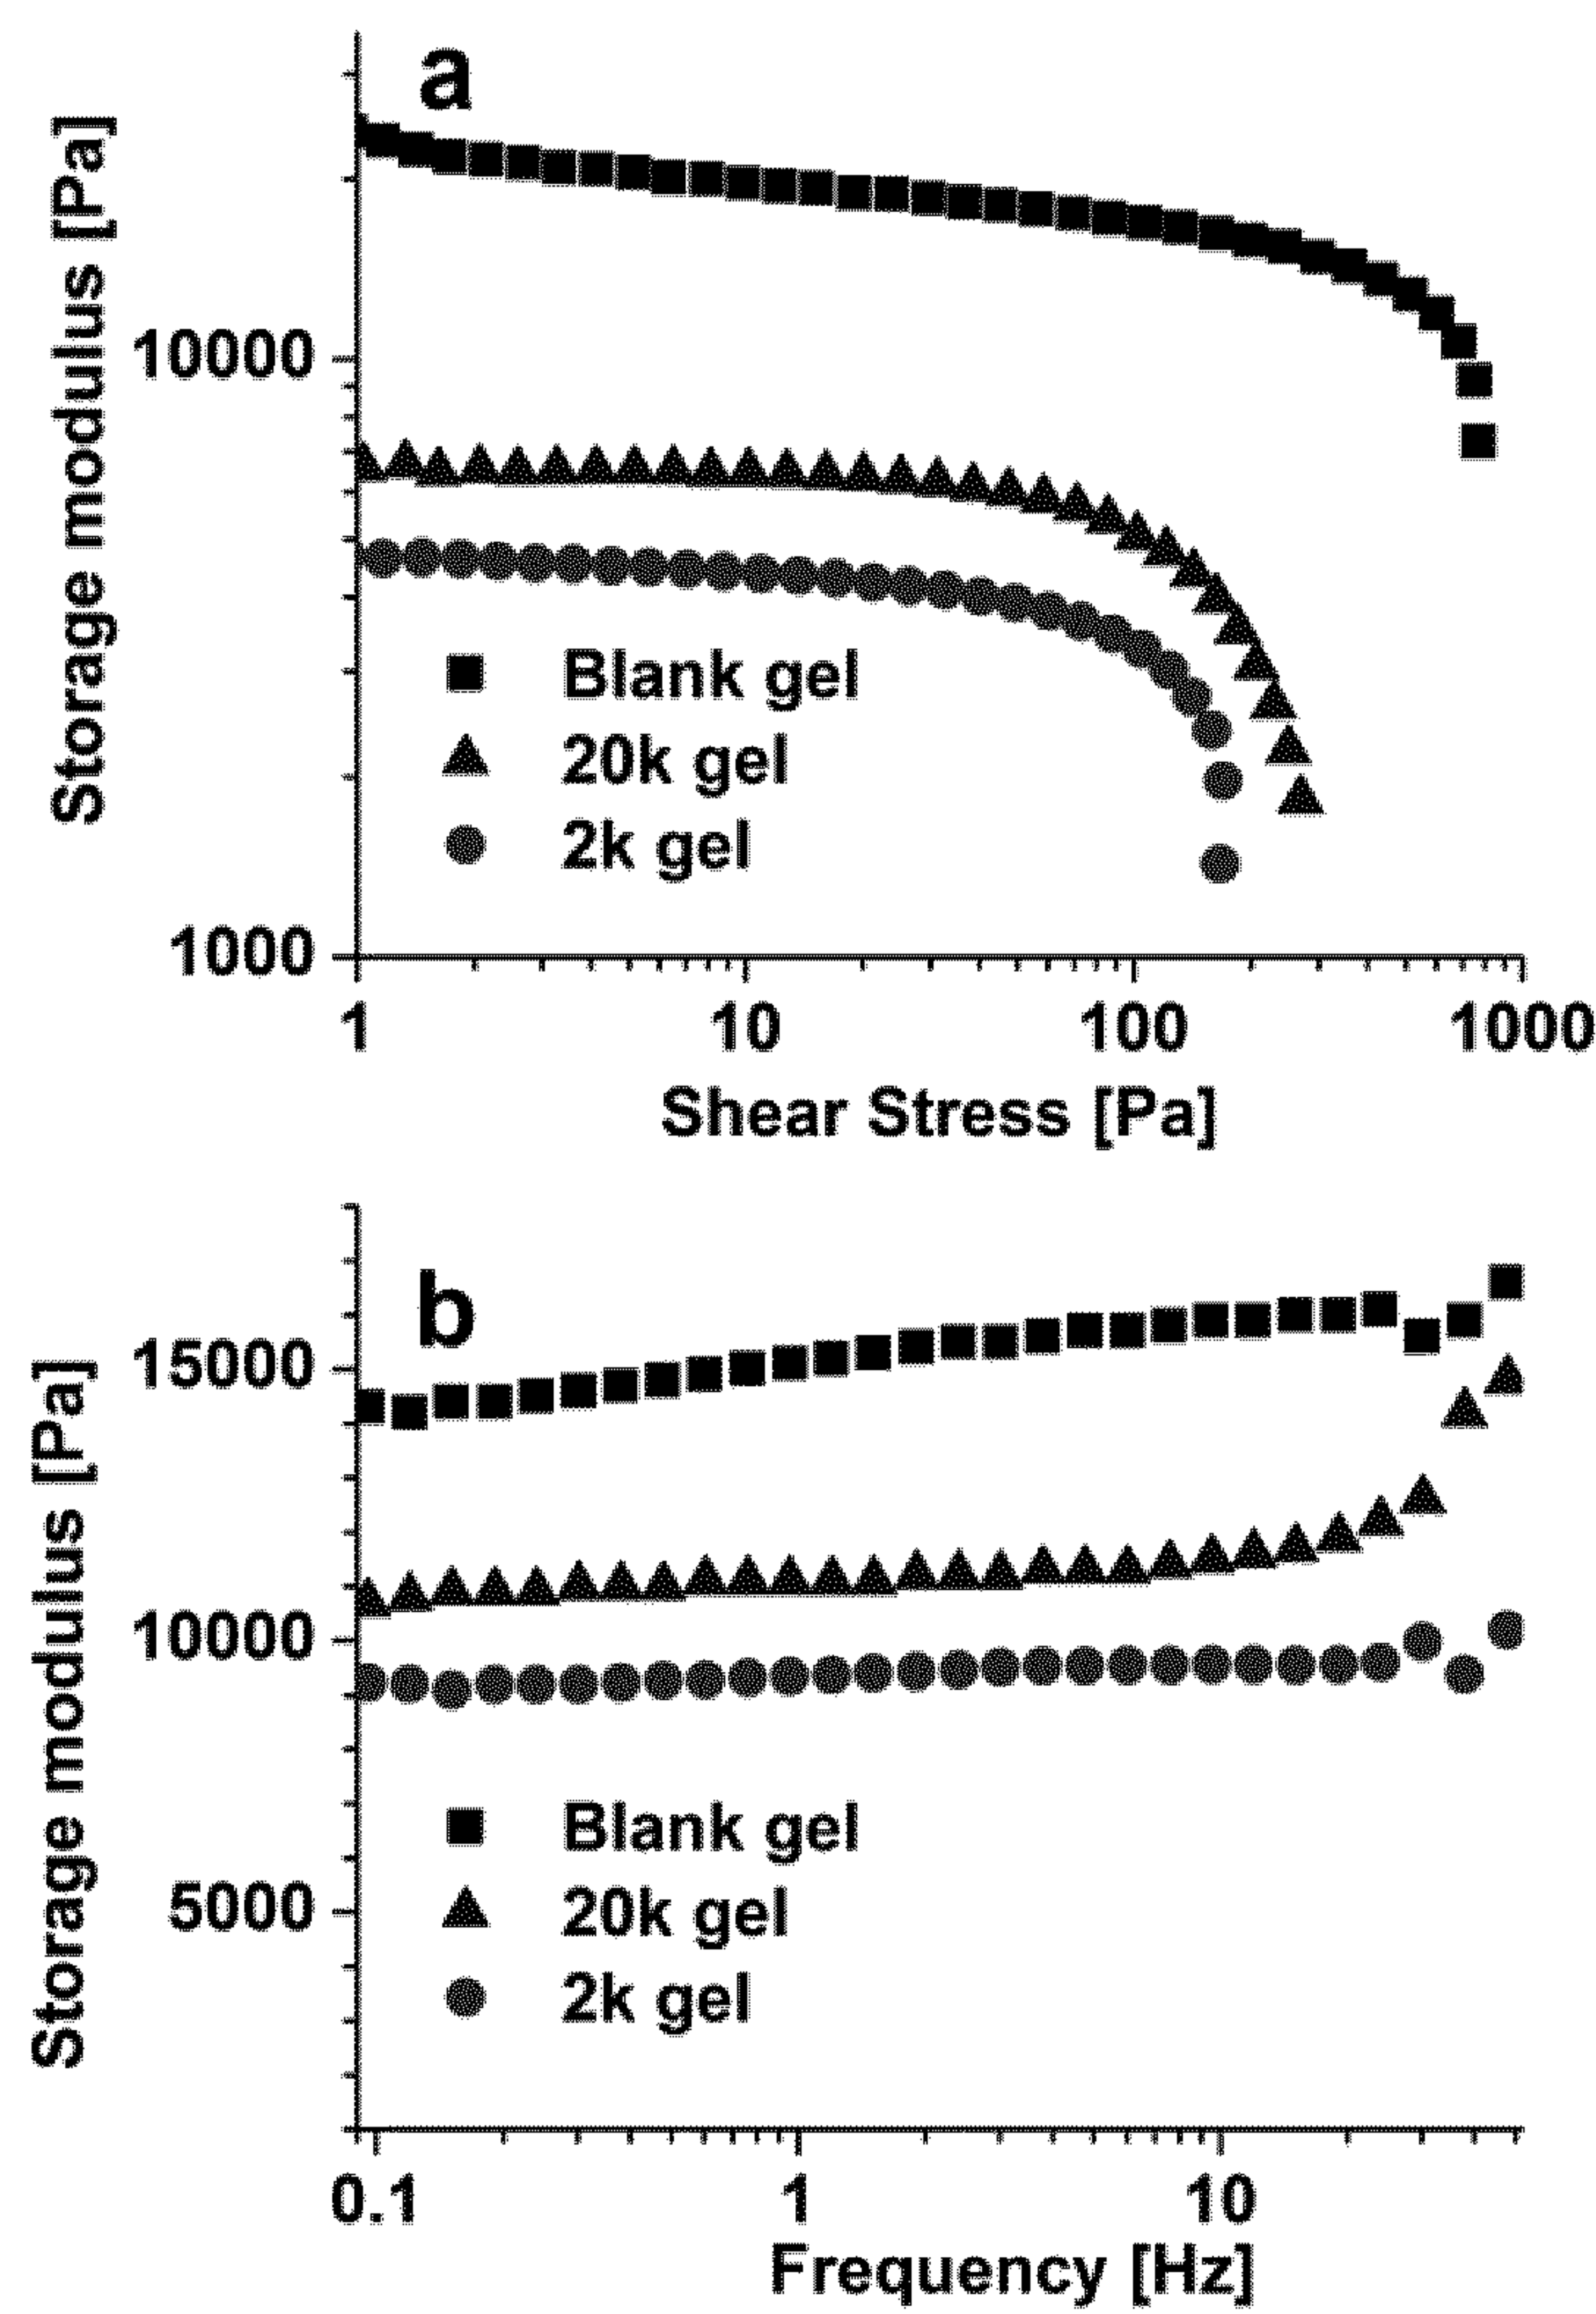 a
Storage modulus [Pa]
10000
1000
Blank gel
20k gel
2k gel
1
10
100
1000
Shear Stress [Pa]
b
Storage modulus [Pa]
15000
10000
5000
Blank gel
20k gel
2k gel
0.1
1
10
Frequency [Hz]